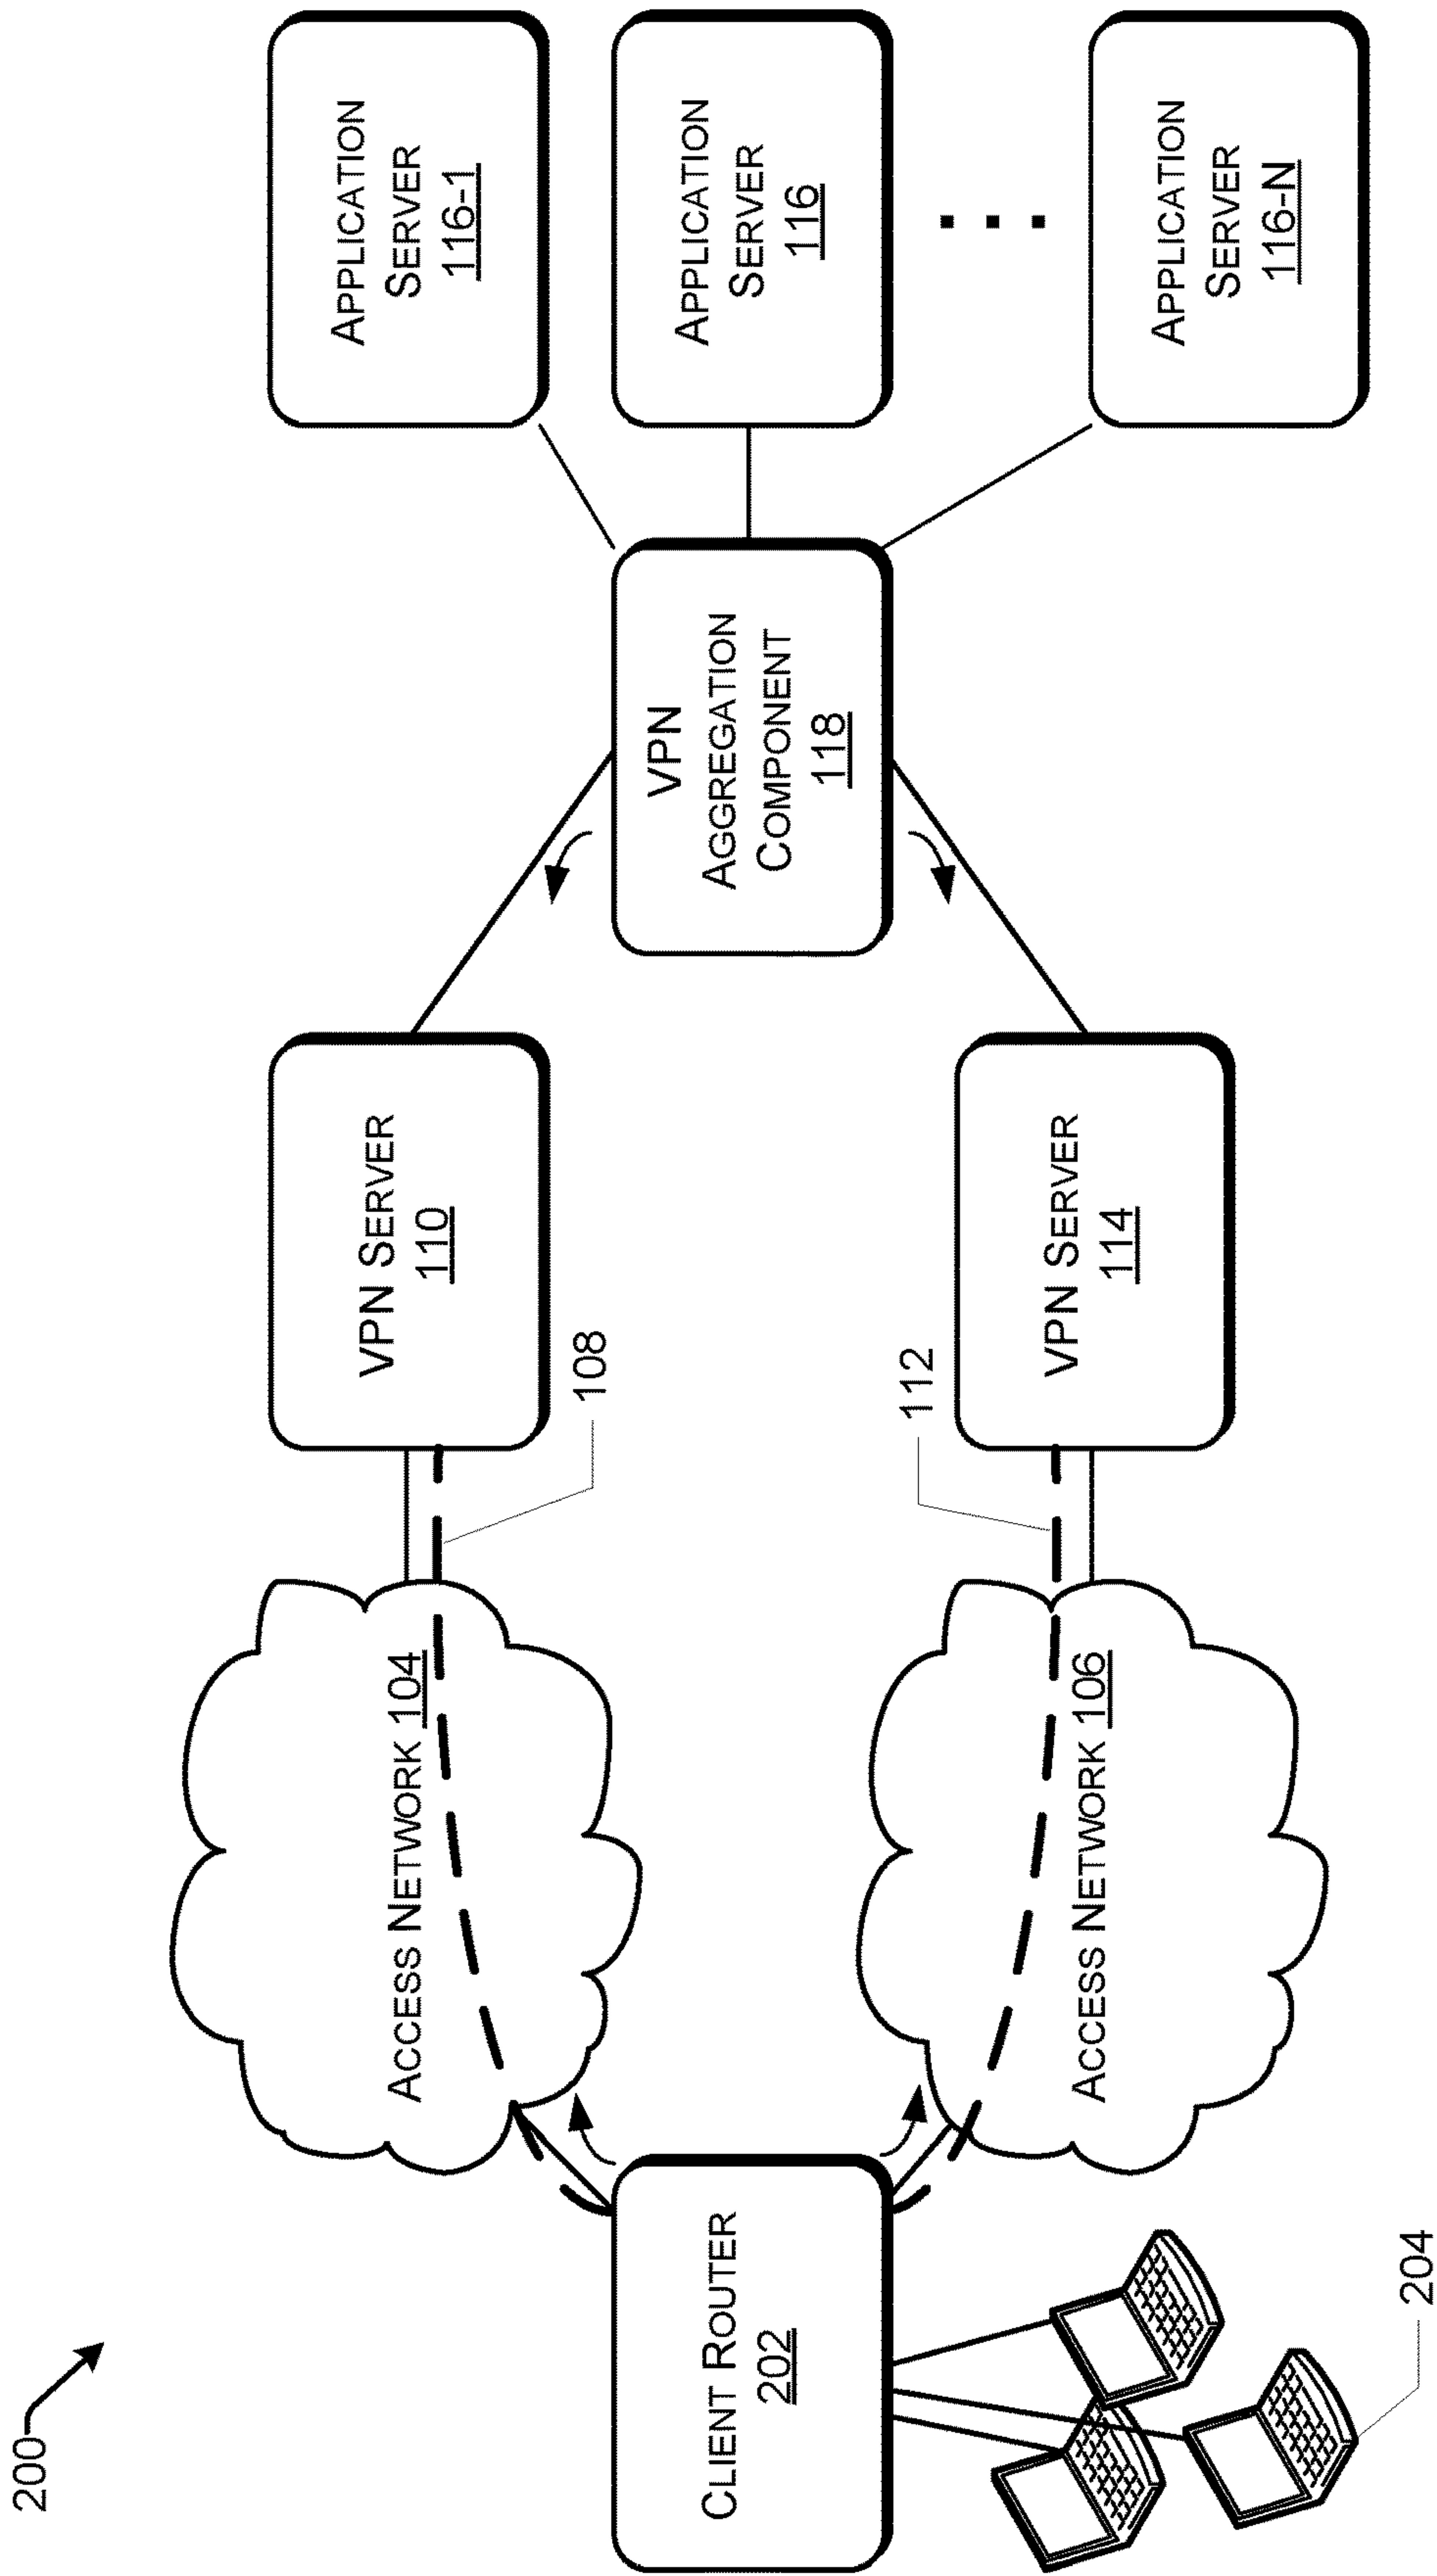 200
CLIENT ROUTER
202
204
ACCESS NETWORK 104
ACCESS NETWORK 106
108
112
VPN SERVER
110
VPN SERVER
114
VPN
AGGREGATION
COMPONENT
118
APPLICATION
SERVER
116-1
APPLICATION
SERVER
116
APPLICATION
SERVER
116-N